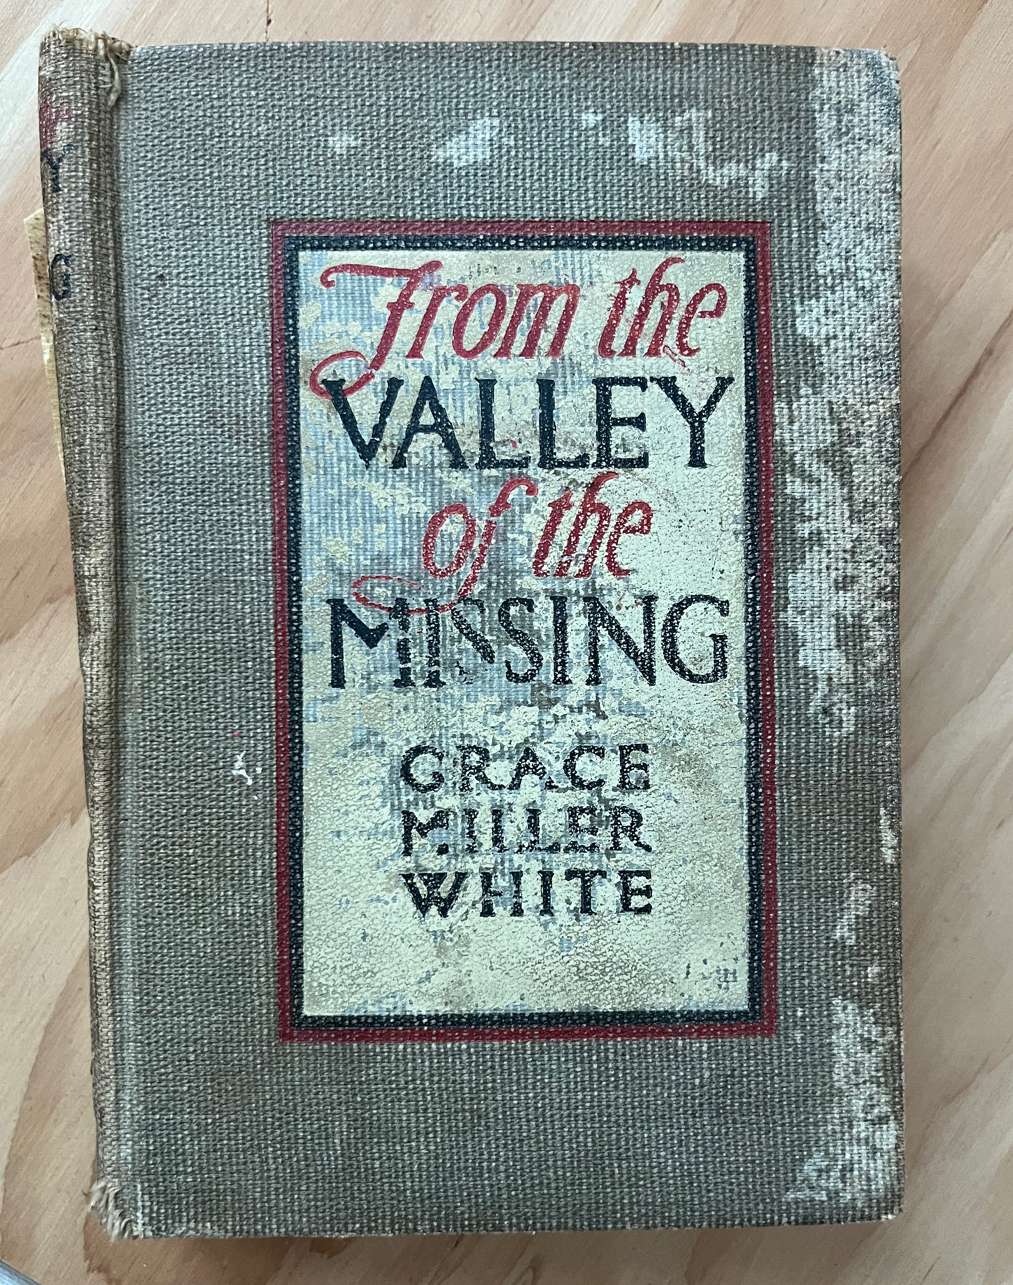 From the
VALLEY
of the
MISSING
GRACE
MILLER
WHITE
Y
G